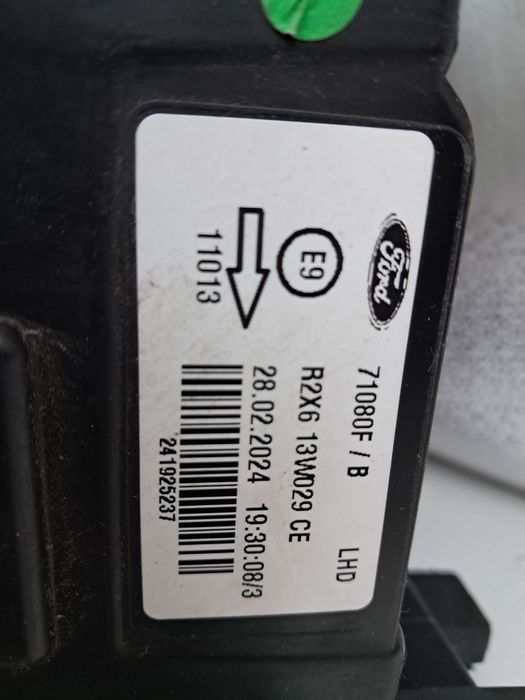 Ford
71080F / B LHD
E9
R2X6 13W029 CE
28.02.2024 19:30:08/3
11013
241925237